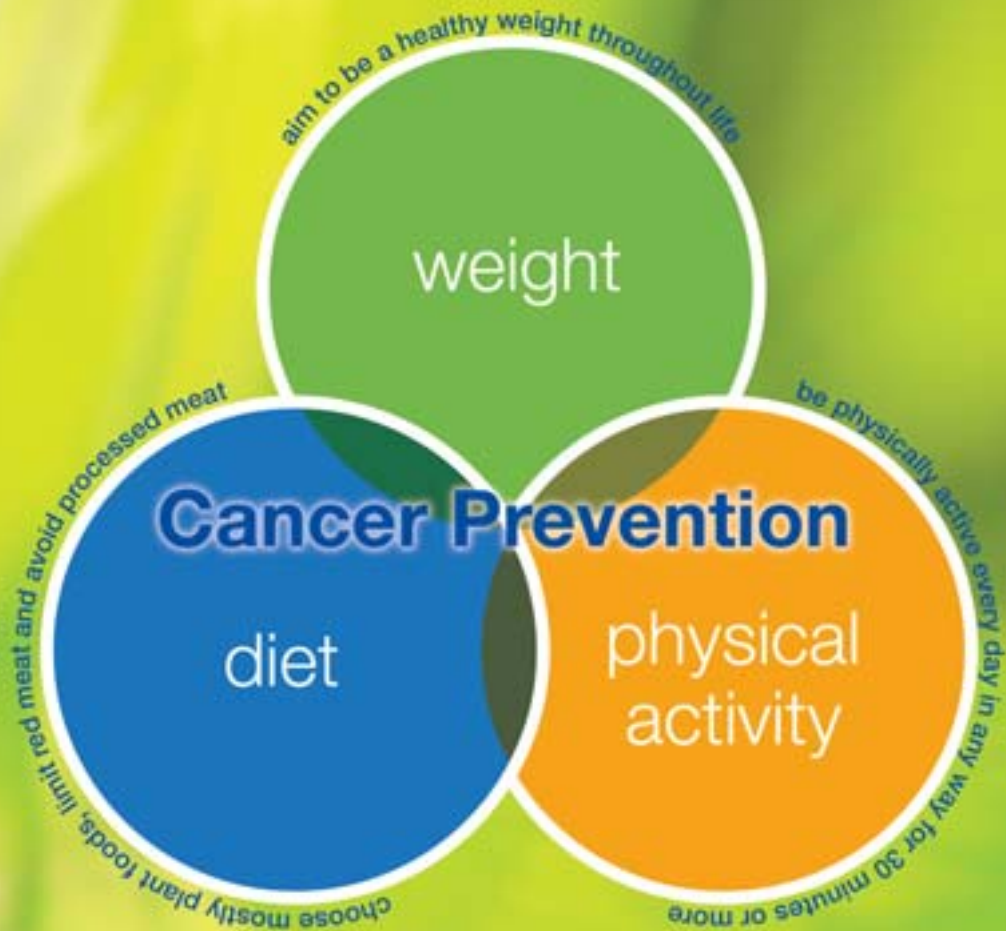 aim to be a healthy weight throughout life
weight
choose mostly plant foods, limit red meat and avoid processed meat
be physically active every day in any way for 30 minutes or more
Cancer Prevention
diet
physical
activity